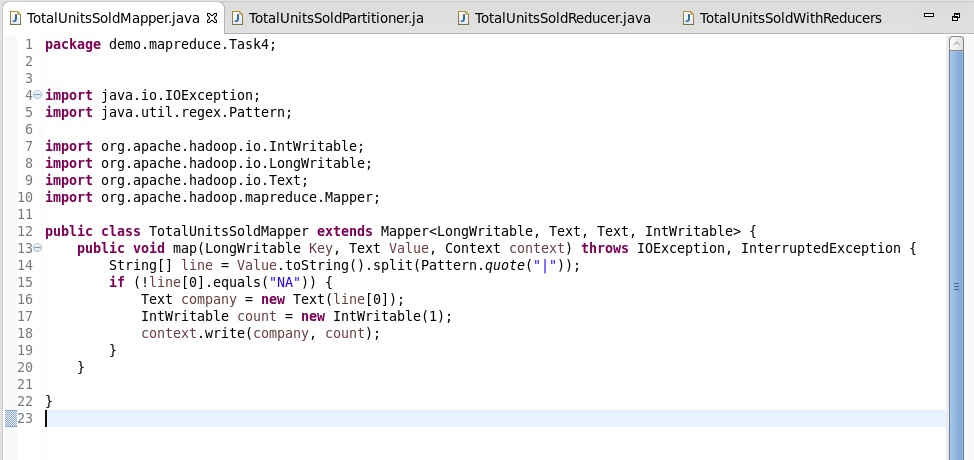 TotalUnitsSoldMapper.java TotalUnitsSoldPartitioner.ja TotalUnitsSoldReducer.java TotalUnitsSoldWithReducers
1 package demo.mapreduce.Task4;
2
3
4 import java.io.IOException;
5 import java.util.regex.Pattern;
6
7 import org.apache.hadoop.io.IntWritable;
8 import org.apache.hadoop.io.LongWritable;
9 import org.apache.hadoop.io.Text;
10 import org.apache.hadoop.mapreduce.Mapper;
11
12 public class TotalUnitsSoldMapper extends Mapper<LongWritable, Text, Text, IntWritable> {
13     public void map(LongWritable Key, Text Value, Context context) throws IOException, InterruptedException {
14         String[] line = Value.toString().split(Pattern.quote("|"));
15         if (!line[0].equals("NA")) {
16             Text company = new Text(line[0]);
17             IntWritable count = new IntWritable(1);
18             context.write(company, count);
19         }
20     }
21
22 }
23